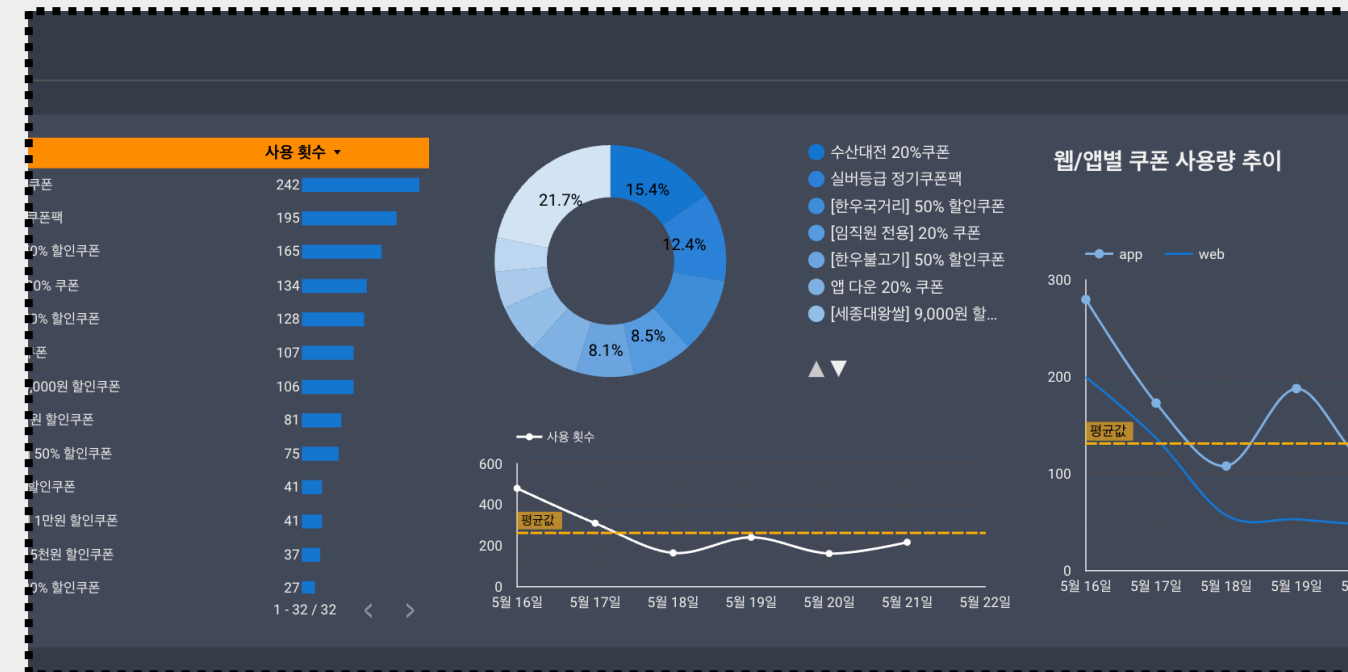 사용 횟수
쿠폰 242
쿠폰팩 195
0% 할인쿠폰 165
20% 쿠폰 134
0% 할인쿠폰 128
쿠폰 107
,000원 할인쿠폰 106
원 할인쿠폰 81
50% 할인쿠폰 75
할인쿠폰 41
1만원 할인쿠폰 41
5천원 할인쿠폰 37
0% 할인쿠폰 27
1 - 32 / 32
15.4%
12.4%
8.5%
8.1%
21.7%
수산대전 20%쿠폰
실버등급 정기쿠폰팩
[한우국거리] 50% 할인쿠폰
[임직원 전용] 20% 쿠폰
[한우불고기] 50% 할인쿠폰
앱 다운 20% 쿠폰
[세종대왕쌀] 9,000원 할...
사용 횟수
600
400
200
0
평균값
5월 16일 5월 17일 5월 18일 5월 19일 5월 20일 5월 21일 5월 22일
웹/앱별 쿠폰 사용량 추이
app web
300
200
100
0
평균값
5월 16일 5월 17일 5월 18일 5월 19일 5